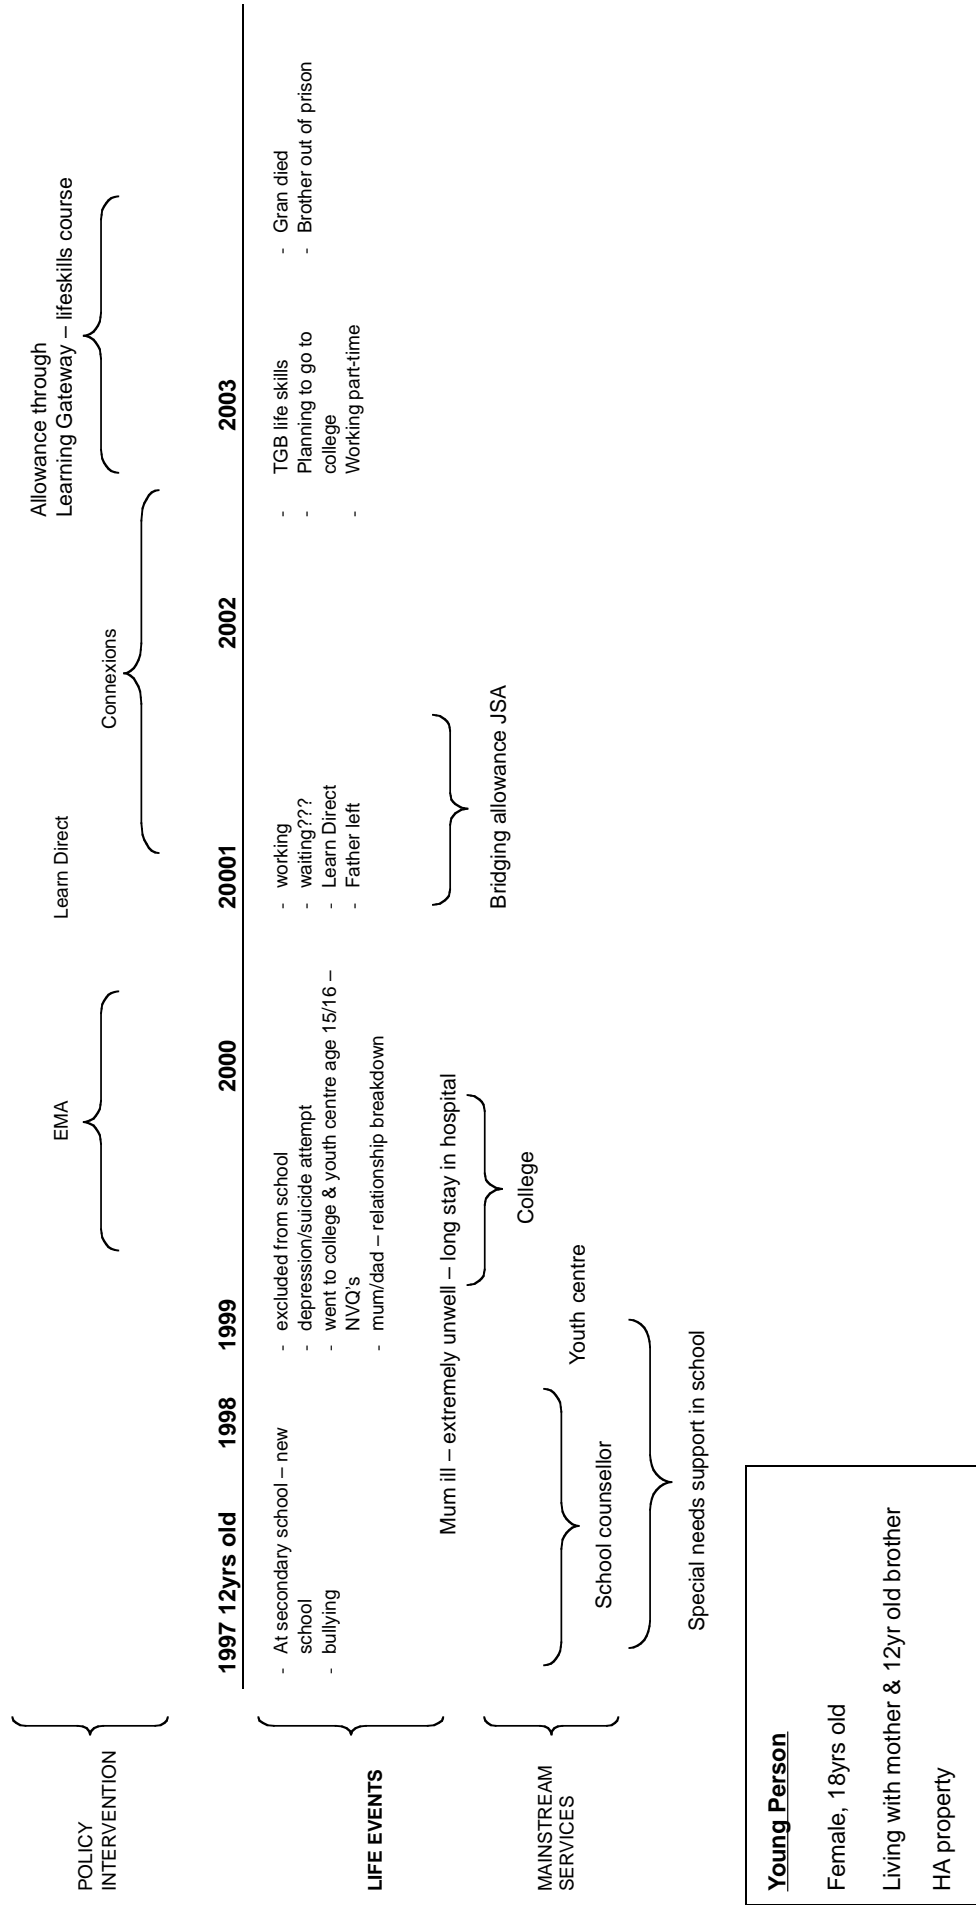 POLICY
INTERVENTION
EMA
Learn Direct
Connexions
Allowance through
Learning Gateway – lifeskills course
1997 12yrs old
1998
1999
2000
20001
2002
2003
LIFE EVENTS
- At secondary school – new
school
- bullying
- excluded from school
- depression/suicide attempt
- went to college & youth centre age 15/16 –
NVQ's
- mum/dad – relationship breakdown
- working
- waiting???
- Learn Direct
- Father left
- TGB life skills
- Planning to go to
college
- Working part-time
- Gran died
- Brother out of prison
Mum ill – extremely unwell – long stay in hospital
MAINSTREAM
SERVICES
College
Bridging allowance JSA
Youth centre
School counsellor
Special needs support in school
Young Person
Female, 18yrs old
Living with mother & 12yr old brother
HA property